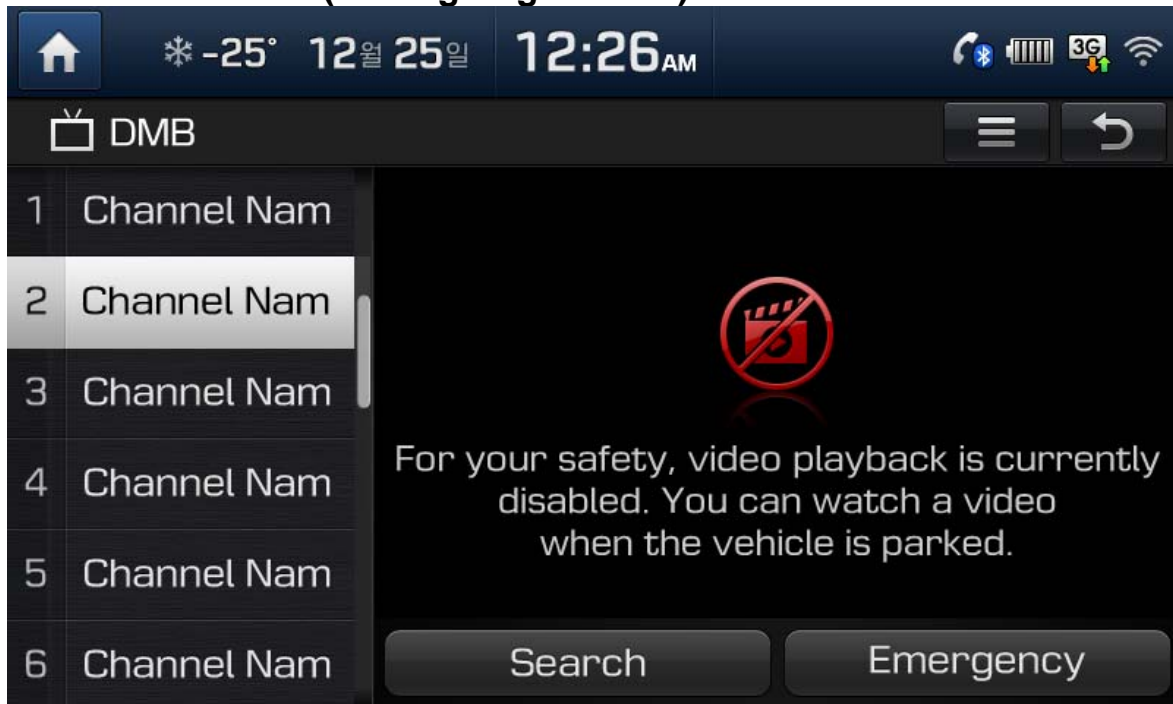 -25° 12월 25일 12:26AM 3G
DMB
1 Channel Nam
2 Channel Nam
3 Channel Nam
4 Channel Nam
5 Channel Nam
6 Channel Nam
For your safety, video playback is currently
disabled. You can watch a video
when the vehicle is parked.
Search Emergency